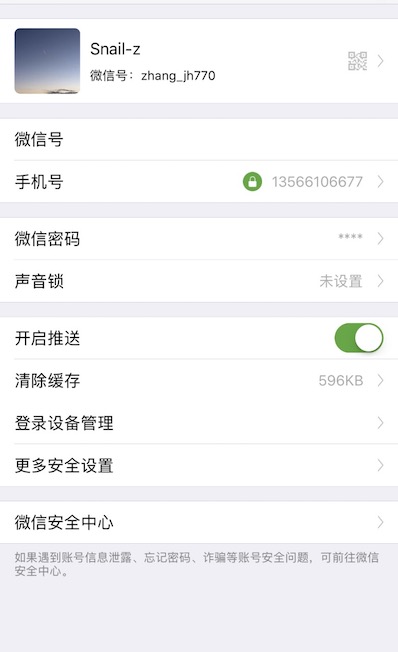 Snail-z
微信号：zhang_jh770
微信号
手机号 13566106677
微信密码 ****
声音锁 未设置
开启推送
清除缓存 596KB
登录设备管理
更多安全设置
微信安全中心
如果遇到账号信息泄露、忘记密码、诈骗等账号安全问题，可前往微信
安全中心。